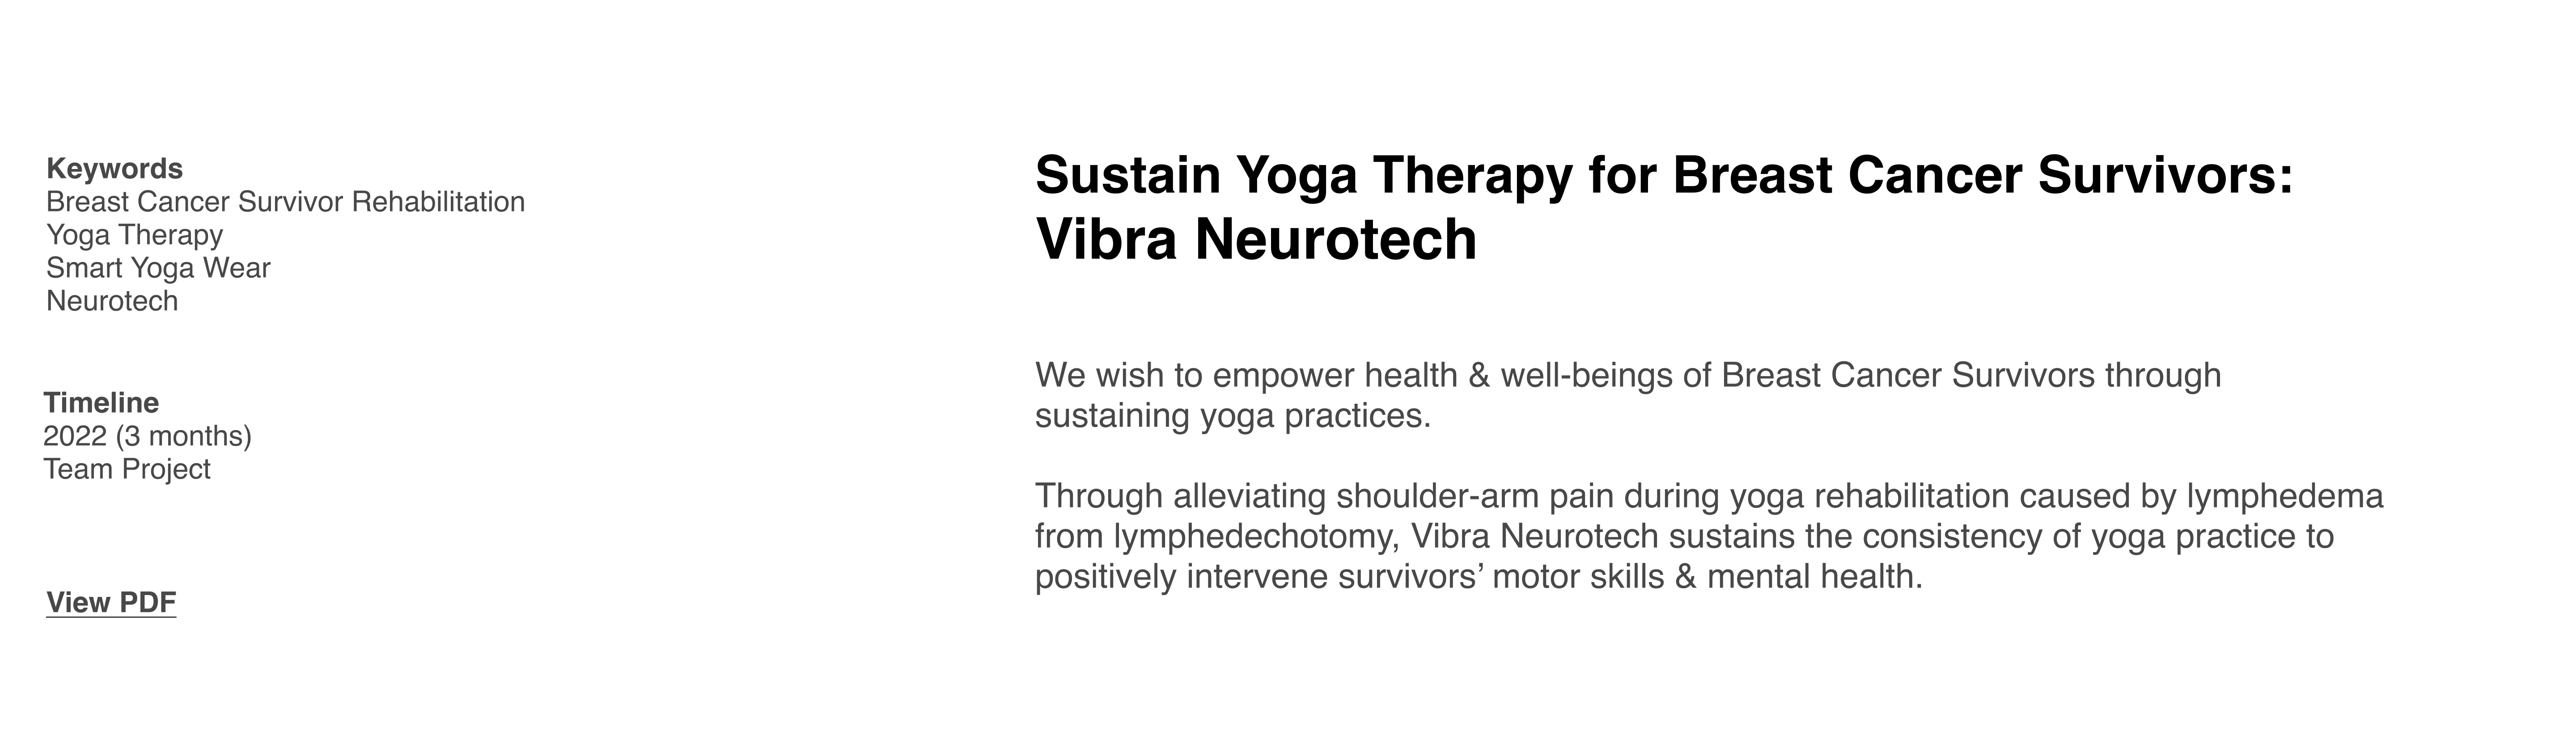 Keywords
Breast Cancer Survivor Rehabilitation
Yoga Therapy
Smart Yoga Wear
Neurotech
Timeline
2022 (3 months)
Team Project
View PDF
Sustain Yoga Therapy for Breast Cancer Survivors:
Vibra Neurotech
We wish to empower health & well-beings of Breast Cancer Survivors through
sustaining yoga practices.
Through alleviating shoulder-arm pain during yoga rehabilitation caused by lymphedema
from lymphedechotomy, Vibra Neurotech sustains the consistency of yoga practice to
positively intervene survivors’ motor skills & mental health.